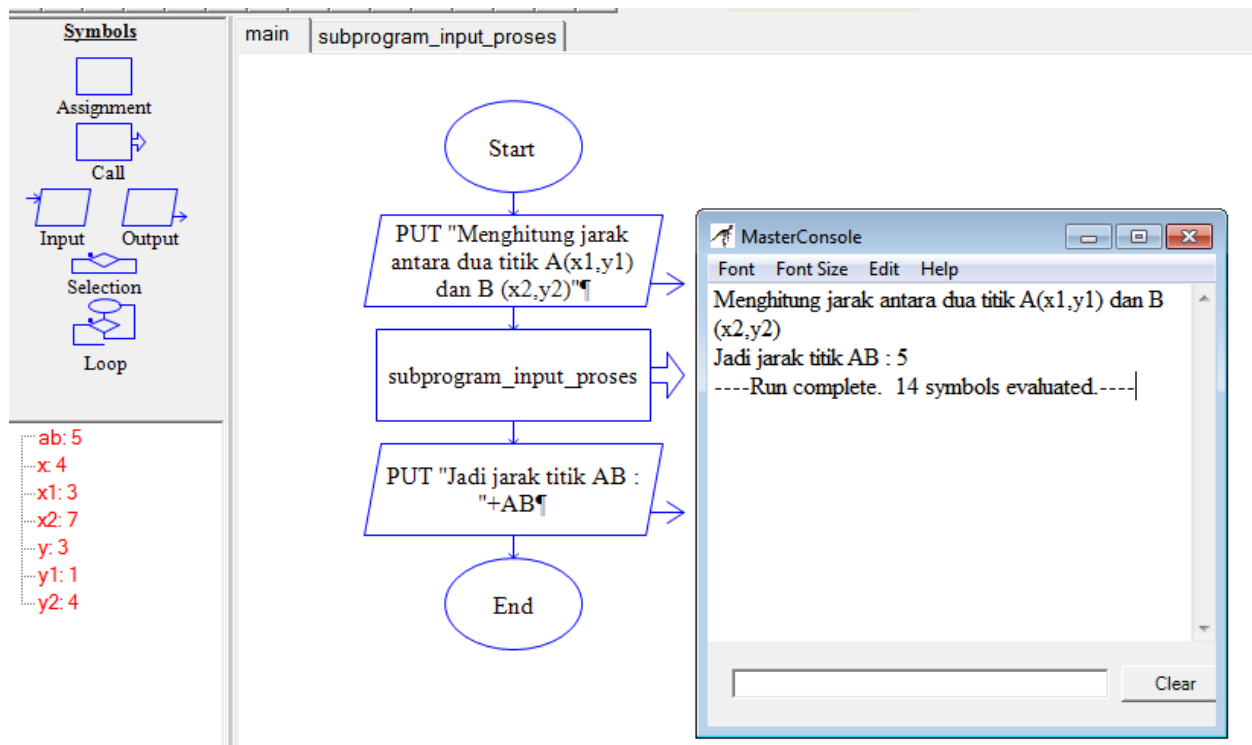 Symbols
Assignment
Call
Input Output
Selection
Loop
ab: 5
x: 4
x1: 3
x2: 7
y: 3
y1: 1
y2: 4
main subprogram_input_proses
Start
PUT "Menghitung jarak
antara dua titik A(x1,y1)
dan B (x2,y2)"¶
subprogram_input_proses
PUT "Jadi jarak titik AB :
"+AB¶
End
MasterConsole
Font Font Size Edit Help
Menghitung jarak antara dua titik A(x1,y1) dan B
(x2,y2)
Jadi jarak titik AB : 5
----Run complete.  14 symbols evaluated.----
Clear